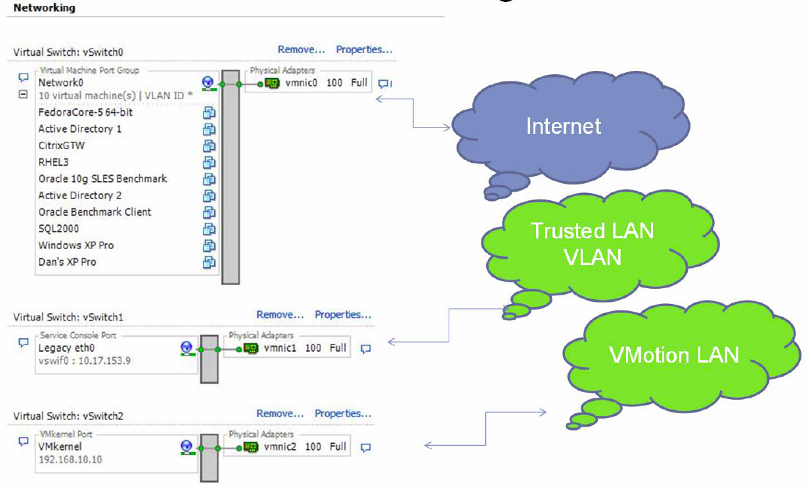 Networking
Virtual Switch: vSwitch0 Remove... Properties...
Virtual Machine Port Group Physical Adapters
Network0 vmnic0 100 Full
10 virtual machine(s) | VLAN ID *
FedoraCore-5 64-bit
Active Directory 1
CitrixGTW
RHEL3
Oracle 10g SLES Benchmark
Active Directory 2
Oracle Benchmark Client
SQL2000
Windows XP Pro
Dan's XP Pro
Internet
Trusted LAN
VLAN
Virtual Switch: vSwitch1 Remove... Properties...
Service Console Port Physical Adapters
Legacy eth0 vmnic1 100 Full
vswif0 : 10.17.153.9
VMotion LAN
Virtual Switch: vSwitch2 Remove... Properties...
VMkernel Port Physical Adapters
VMkernel vmnic2 100 Full
192.168.10.10